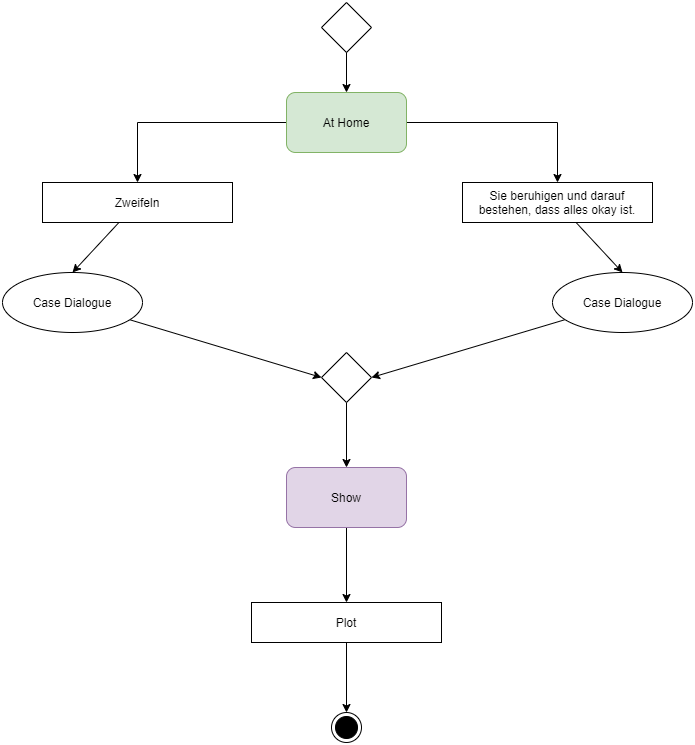 At Home
Zweifeln
Sie beruhigen und darauf
bestehen, dass alles okay ist.
Case Dialogue
Case Dialogue
Show
Plot